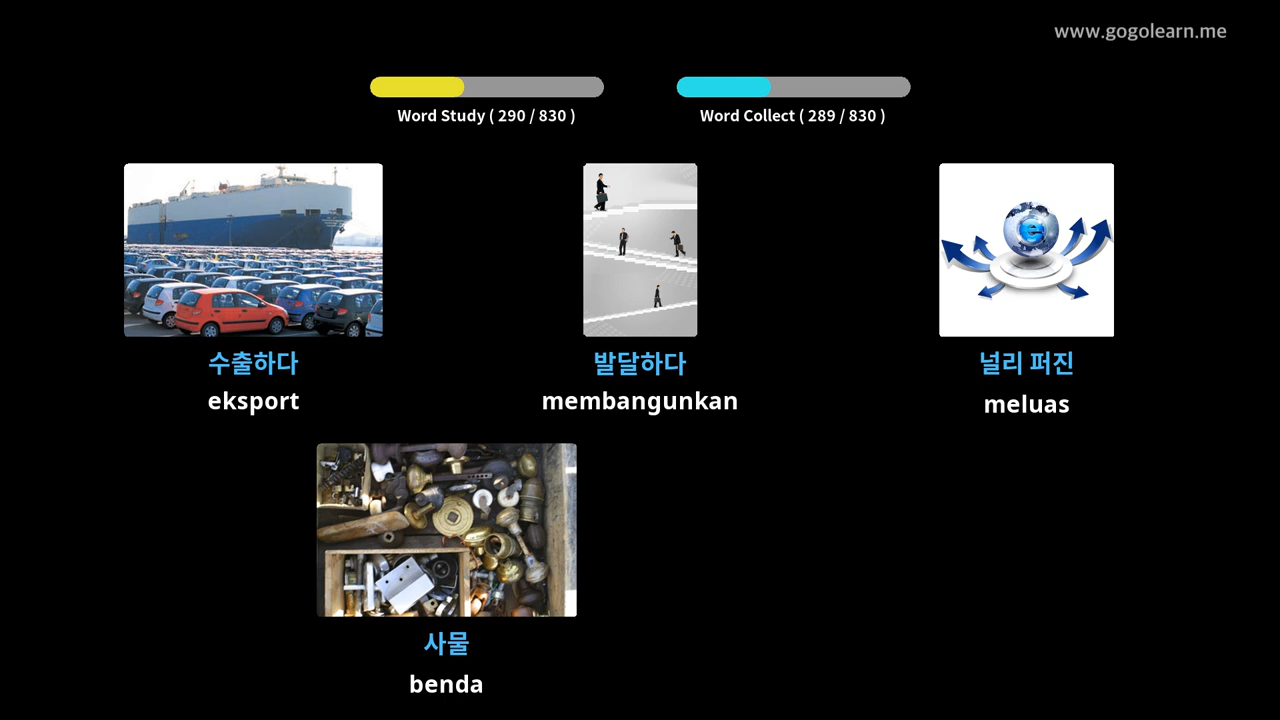 www.gogolearn.me
Word Study ( 290 / 830 )
Word Collect ( 289 / 830 )
수출하다
eksport
발달하다
membangunkan
널리 퍼진
meluas
사물
benda